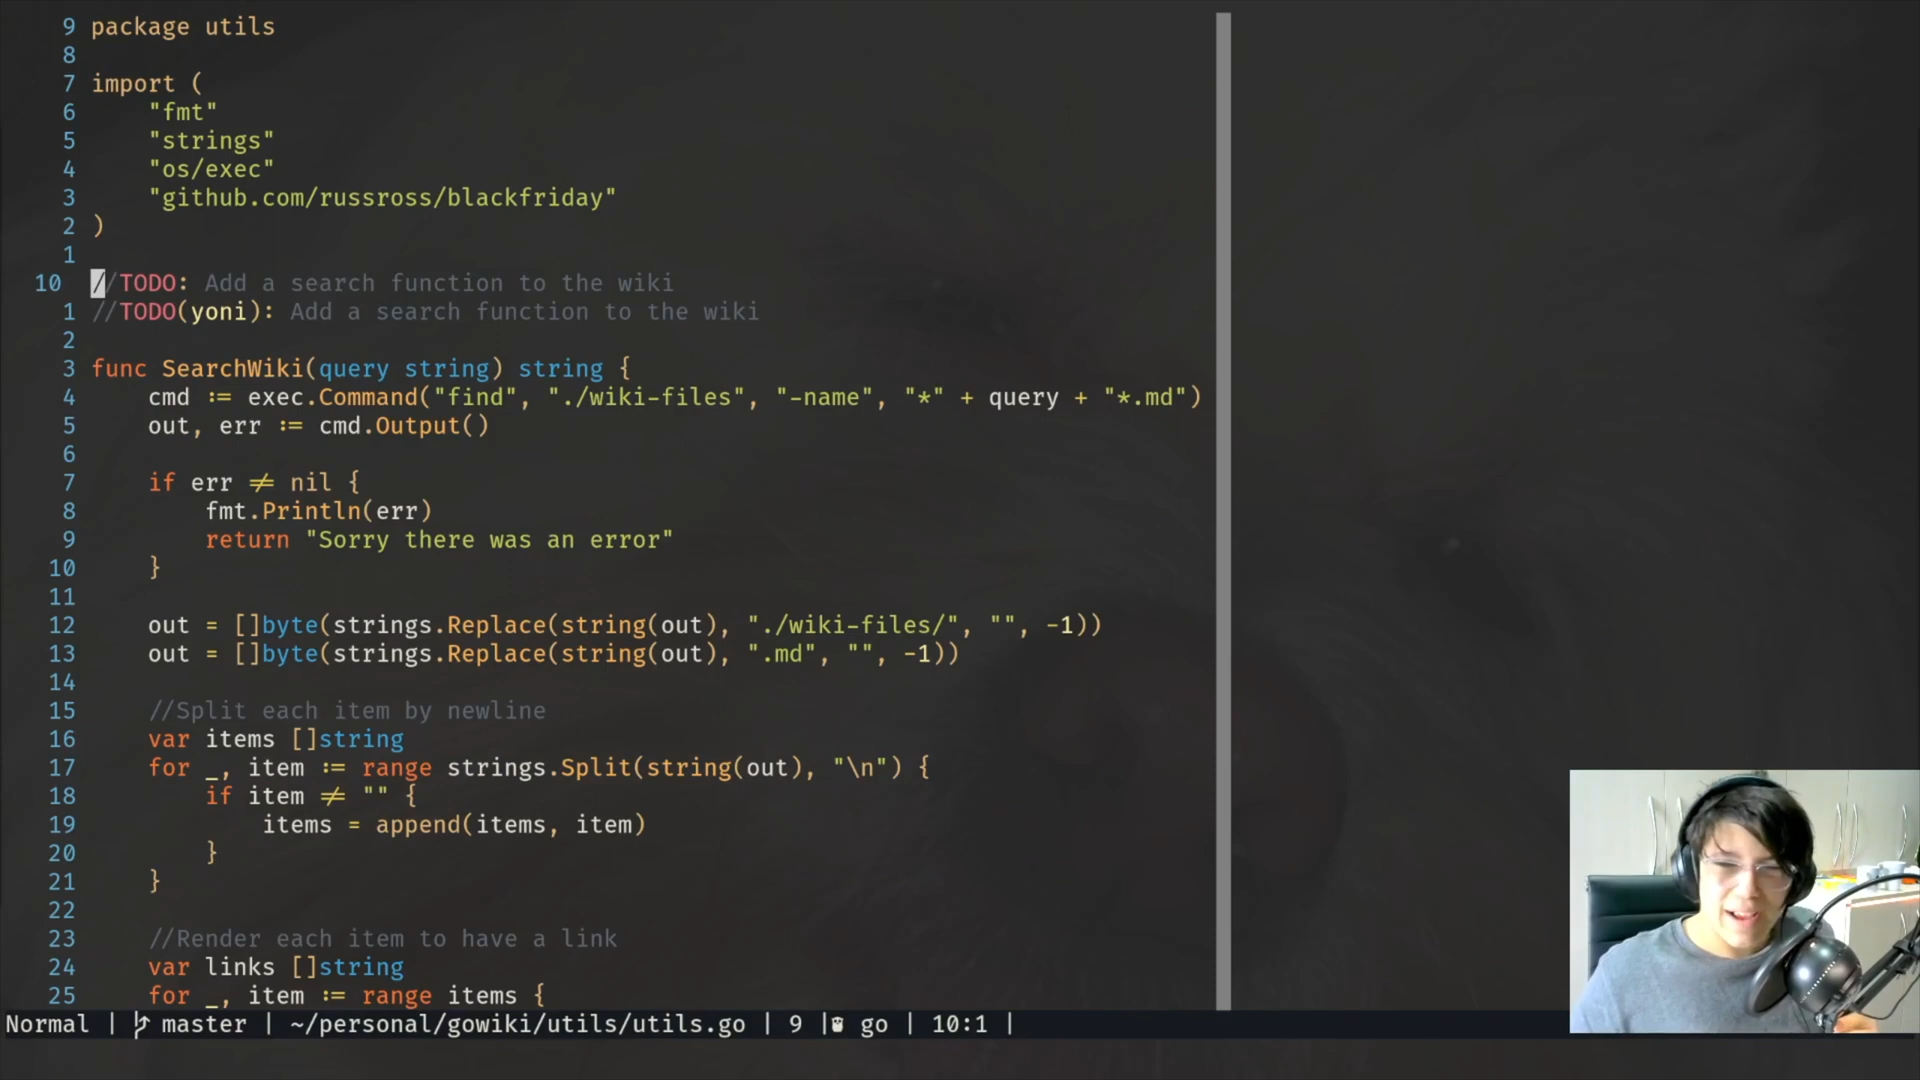 9 package utils
8
7 import (
6     "fmt"
5     "strings"
4     "os/exec"
3     "github.com/russross/blackfriday"
2 )
1
10 //TODO: Add a search function to the wiki
1 //TODO(yoni): Add a search function to the wiki
2
3 func SearchWiki(query string) string {
4     cmd := exec.Command("find", "./wiki-files", "-name", "*" + query + "*.md")
5     out, err := cmd.Output()
6
7     if err ≠ nil {
8         fmt.Println(err)
9         return "Sorry there was an error"
10     }
11
12     out = []byte(strings.Replace(string(out), "./wiki-files/", "", -1))
13     out = []byte(strings.Replace(string(out), ".md", "", -1))
14
15     //Split each item by newline
16     var items []string
17     for _, item := range strings.Split(string(out), "\n") {
18         if item ≠ "" {
19             items = append(items, item)
20         }
21     }
22
23     //Render each item to have a link
24     var links []string
25     for _, item := range items {
Normal | master | ~/personal/gowiki/utils/utils.go | 9 | go | 10:1 |